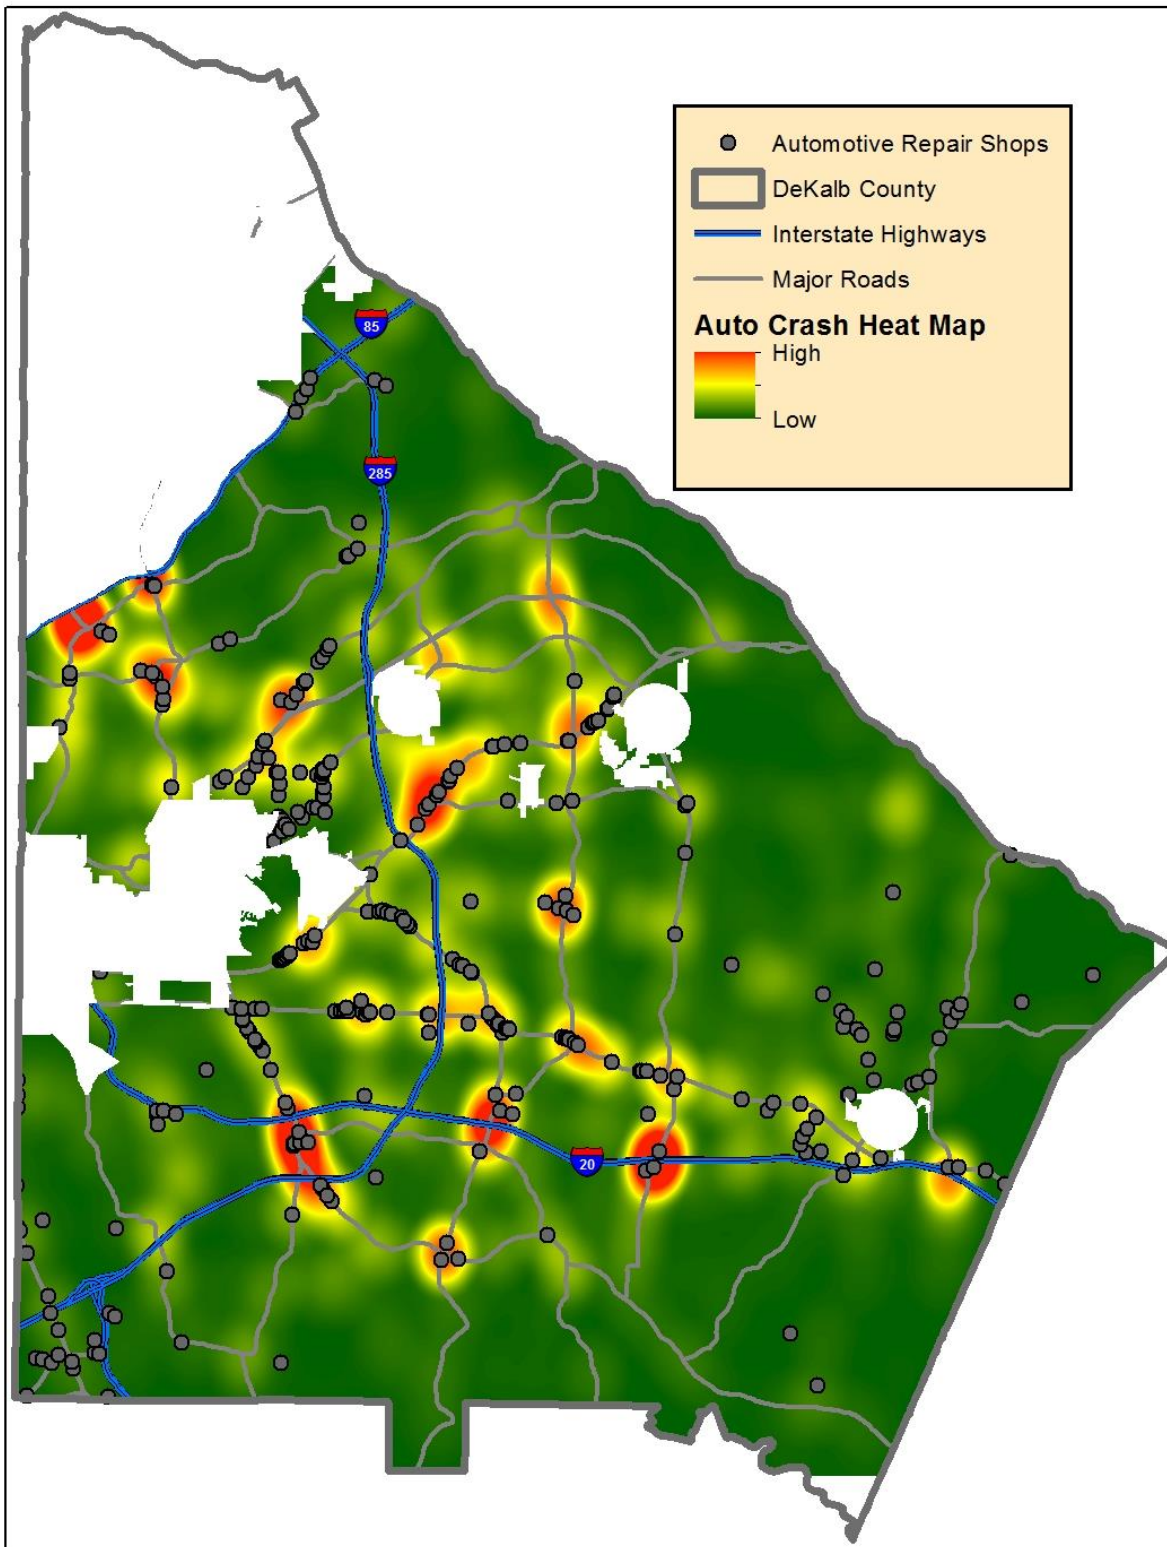 Automotive Repair Shops
DeKalb County
Interstate Highways
Major Roads
Auto Crash Heat Map
High
Low
85
285
20